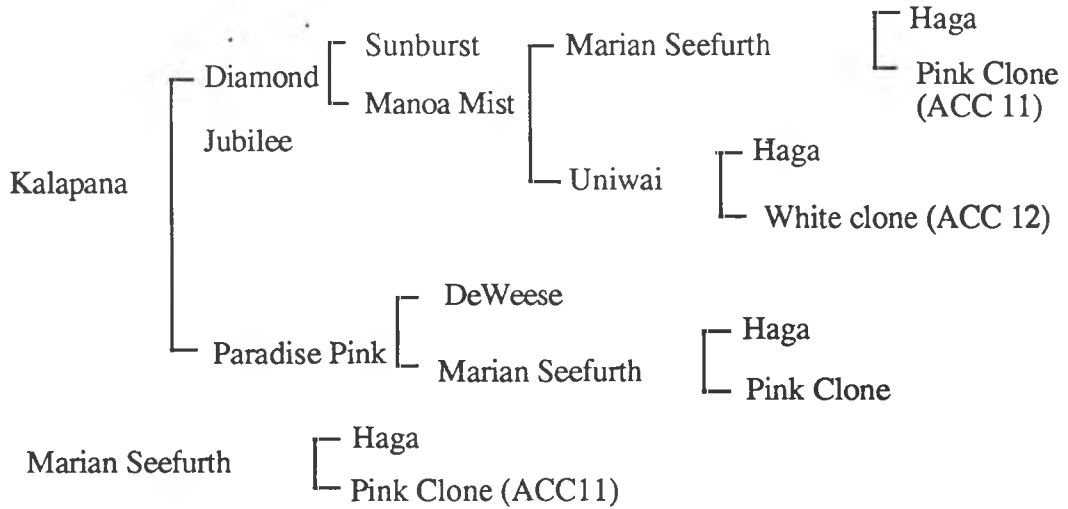 Haga
Sunburst
Marian Seefurth
Diamond
Pink Clone
(ACC 11)
Manoa Mist
Jubilee
Haga
Uniwai
Kalapana
White clone (ACC 12)
DeWeese
Haga
Paradise Pink
Marian Seefurth
Pink Clone
Haga
Marian Seefurth
Pink Clone (ACC11)